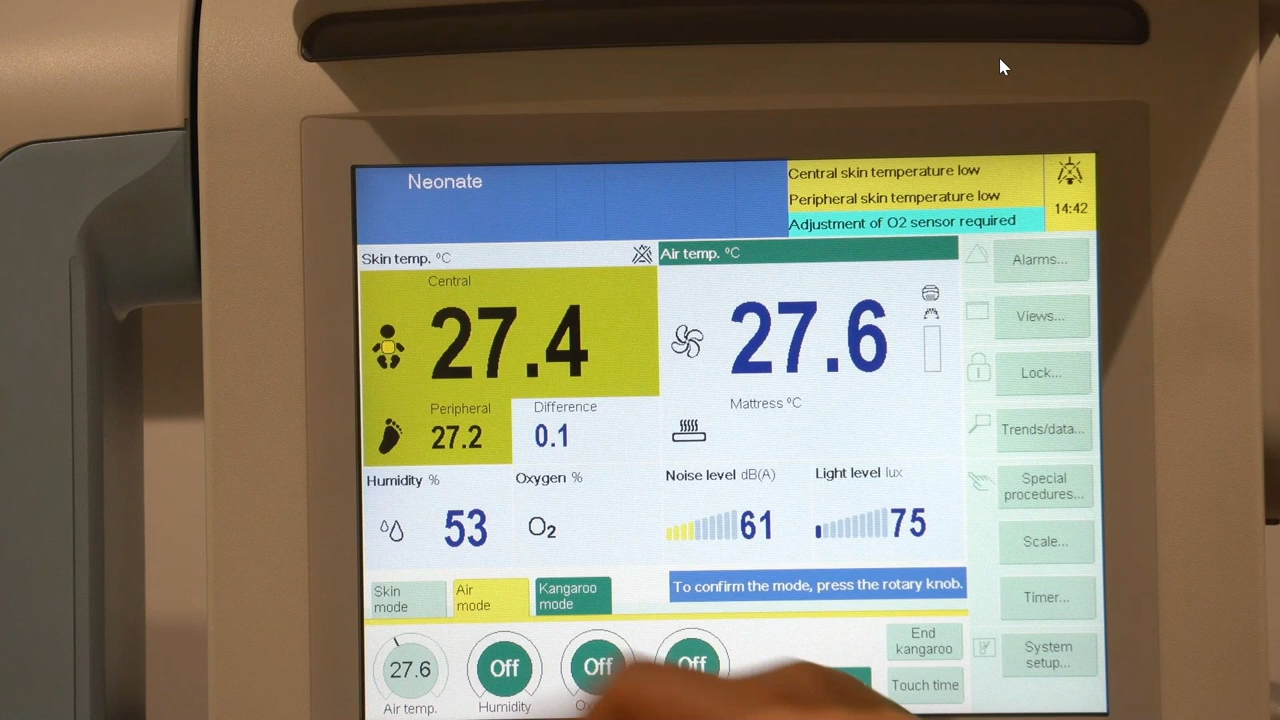 Neonate
Central skin temperature low
Peripheral skin temperature low
Adjustment of O2 sensor required
14:42
Skin temp. ºC
Air temp. ºC
Central
27.4
27.6
Peripheral
27.2
Difference
0.1
Mattress ºC
Humidity %
53
Oxygen %
O2
Noise level dB(A)
61
Light level lux
75
Skin
mode
Air
mode
Kangaroo
mode
To confirm the mode, press the rotary knob.
27.6
Air temp.
Off
Humidity
Off
Off
End
kangaroo
Touch time
Alarms...
Views...
Lock...
Trends/data...
Special
procedures...
Scale...
Timer...
System
setup...